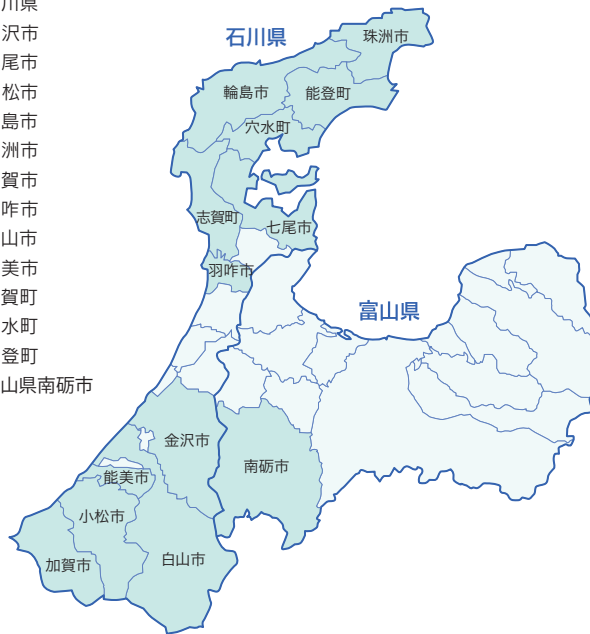 川県
沢市
尾市
松市
島市
洲市
賀市
咋市
山市
美市
賀町
水町
登町
山県南砺市
石川県
珠洲市
輪島市
能登町
穴水町
志賀町
七尾市
羽咋市
富山県
金沢市
能美市
南砺市
小松市
加賀市
白山市